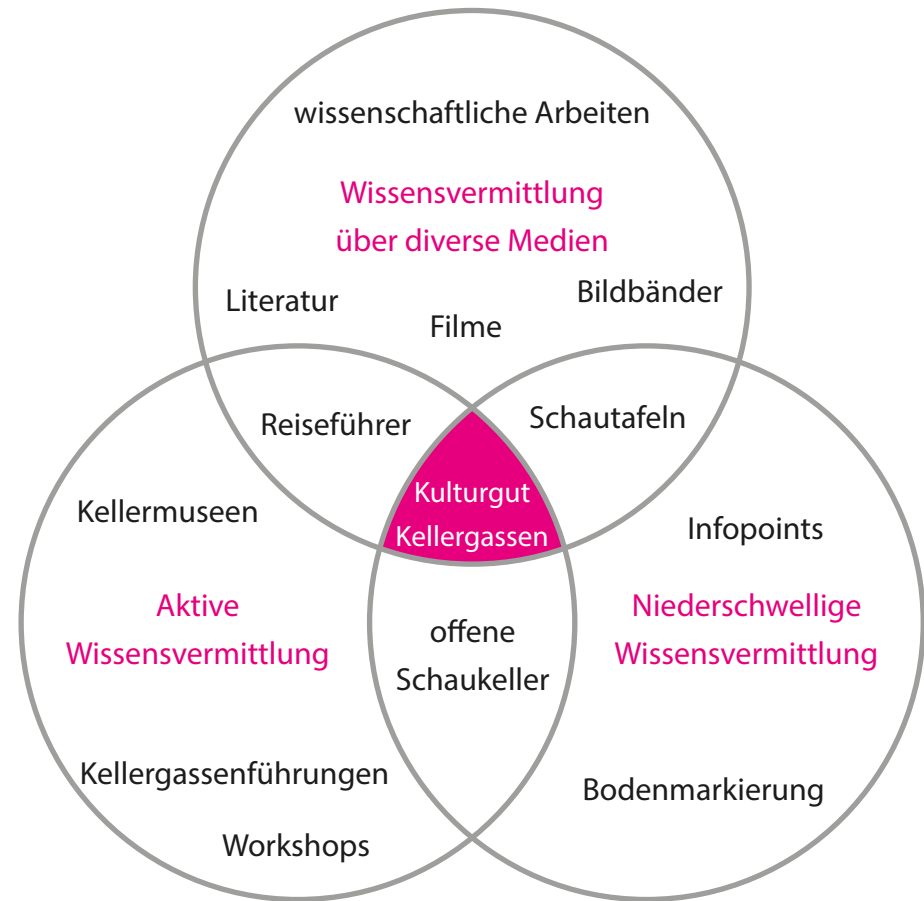 wissenschaftliche Arbeiten
Wissensvermittlung
über diverse Medien
Literatur
Filme
Bildbänder
Reiseführer
Schautafeln
Kulturgut
Kellergassen
Kellermuseen
Aktive
Wissensvermittlung
Kellergassenführungen
Workshops
offene
Schaukeller
Infopoints
Niederschwellige
Wissensvermittlung
Bodenmarkierung